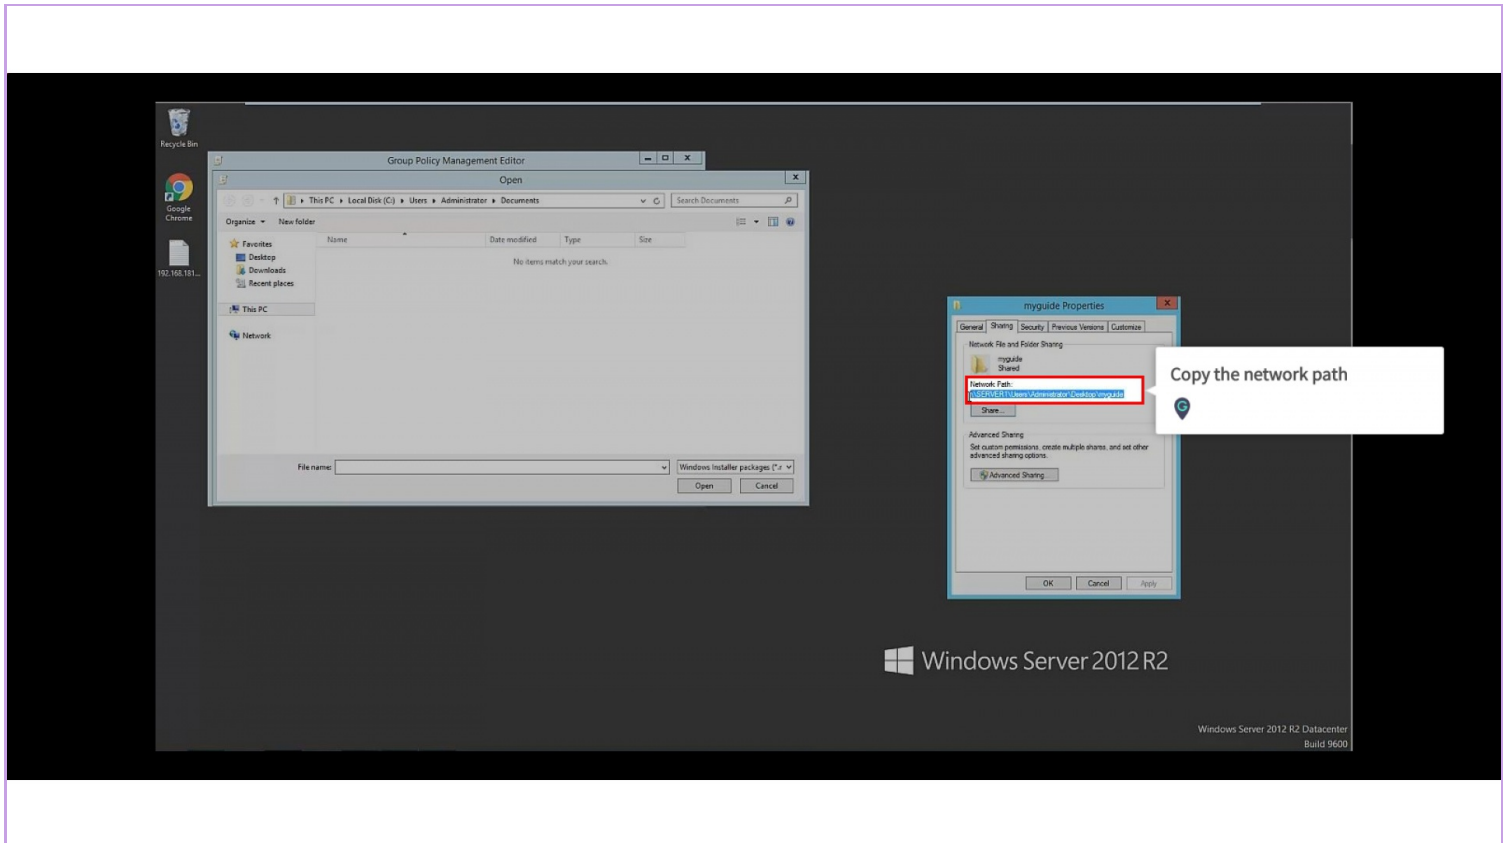 Recycle Bin
Google
Chrome
192.168.181...
Group Policy Management Editor
Open
This PC
Local Disk (C:)
Users
Administrator
Documents
Search Documents
Organize
New folder
Name
Date modified
Type
Size
No items match your search.
Favorites
Desktop
Downloads
Recent places
This PC
Network
File name:
Windows Installer packages (*.r
Open
Cancel
myguide Properties
General
Sharing
Security
Previous Versions
Customize
Network File and Folder Sharing
myguide
Shared
Network Path:
\\SERVER1\Users\Administrator\Desktop\myguide
Share...
Advanced Sharing
Set custom permissions, create multiple shares, and set other
advanced sharing options.
Advanced Sharing...
OK
Cancel
Apply
Copy the network path
G
Windows Server 2012 R2
Windows Server 2012 R2 Datacenter
Build 9600